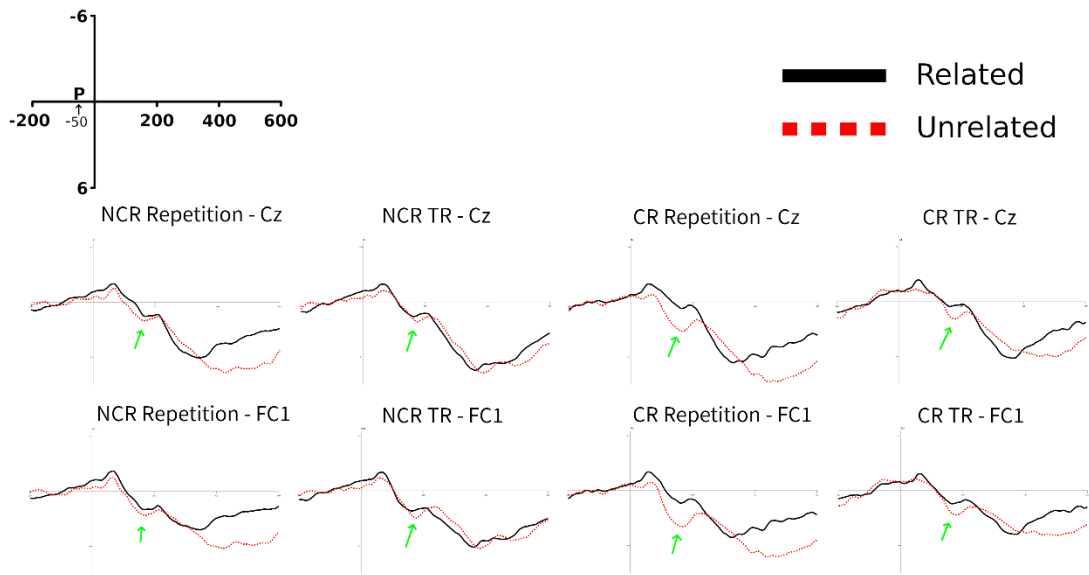 -6
P
-200 -50 200 400 600
6
Related
Unrelated
NCR Repetition - Cz
NCR TR - Cz
CR Repetition - Cz
CR TR - Cz
NCR Repetition - FC1
NCR TR - FC1
CR Repetition - FC1
CR TR - FC1